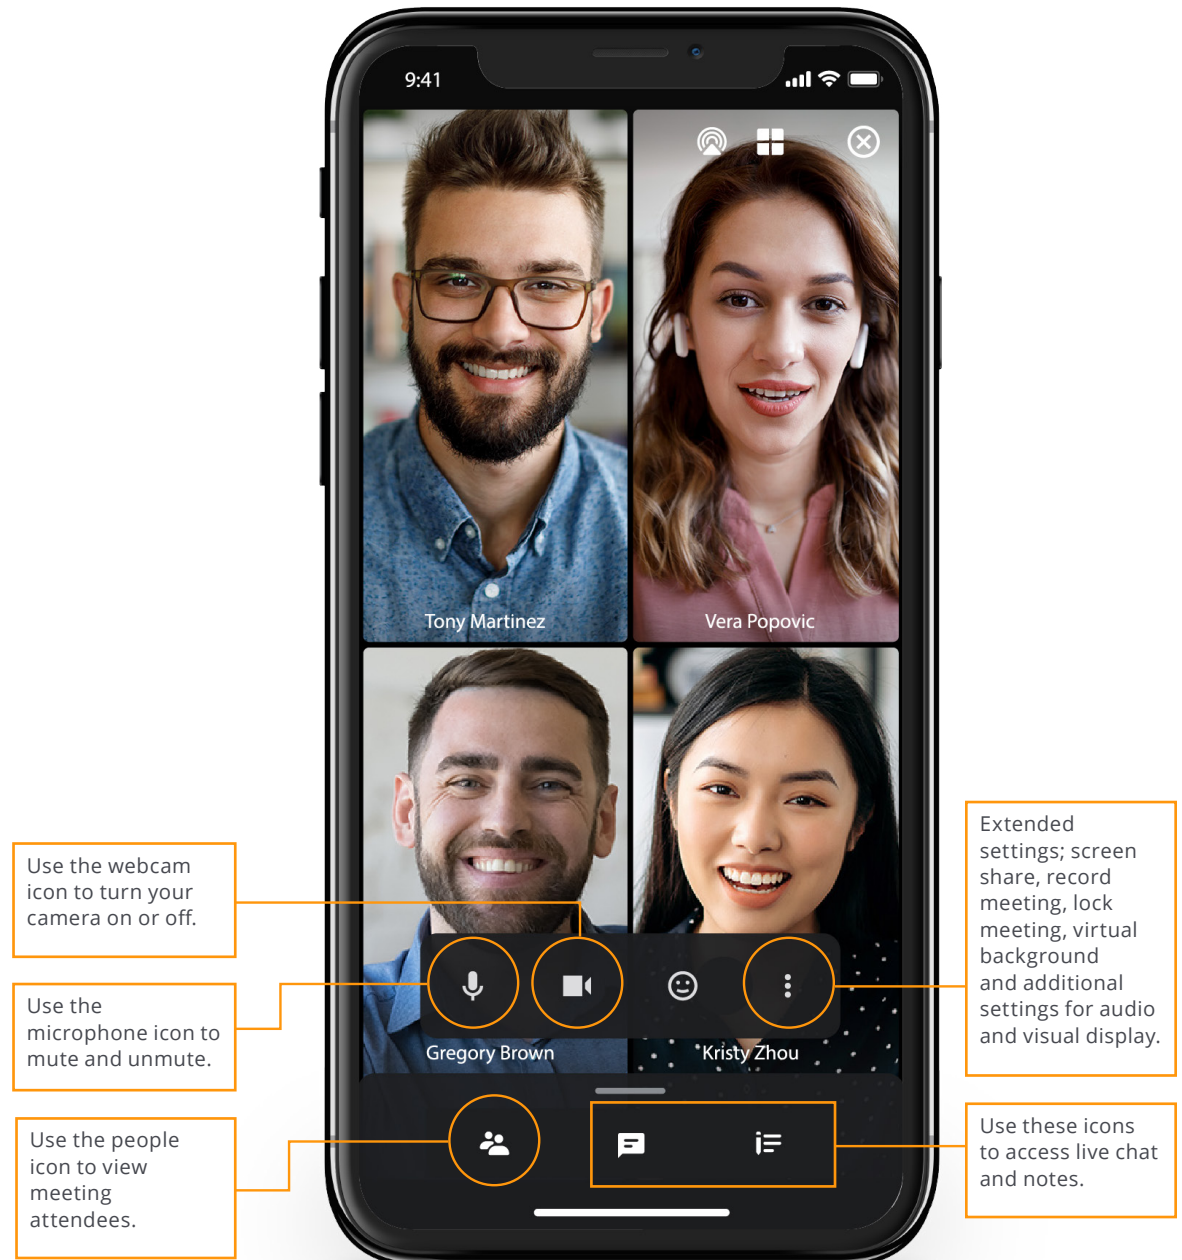 9:41
Tony Martinez
Vera Popovic
Use the webcam
icon to turn your
camera on or off.
Use the
microphone icon to
mute and unmute.
Gregory Brown
Kristy Zhou
Extended
settings; screen
share, record
meeting, lock
meeting, virtual
background
and additional
settings for audio
and visual display.
Use the people
icon to view
meeting
attendees.
Use these icons
to access live chat
and notes.